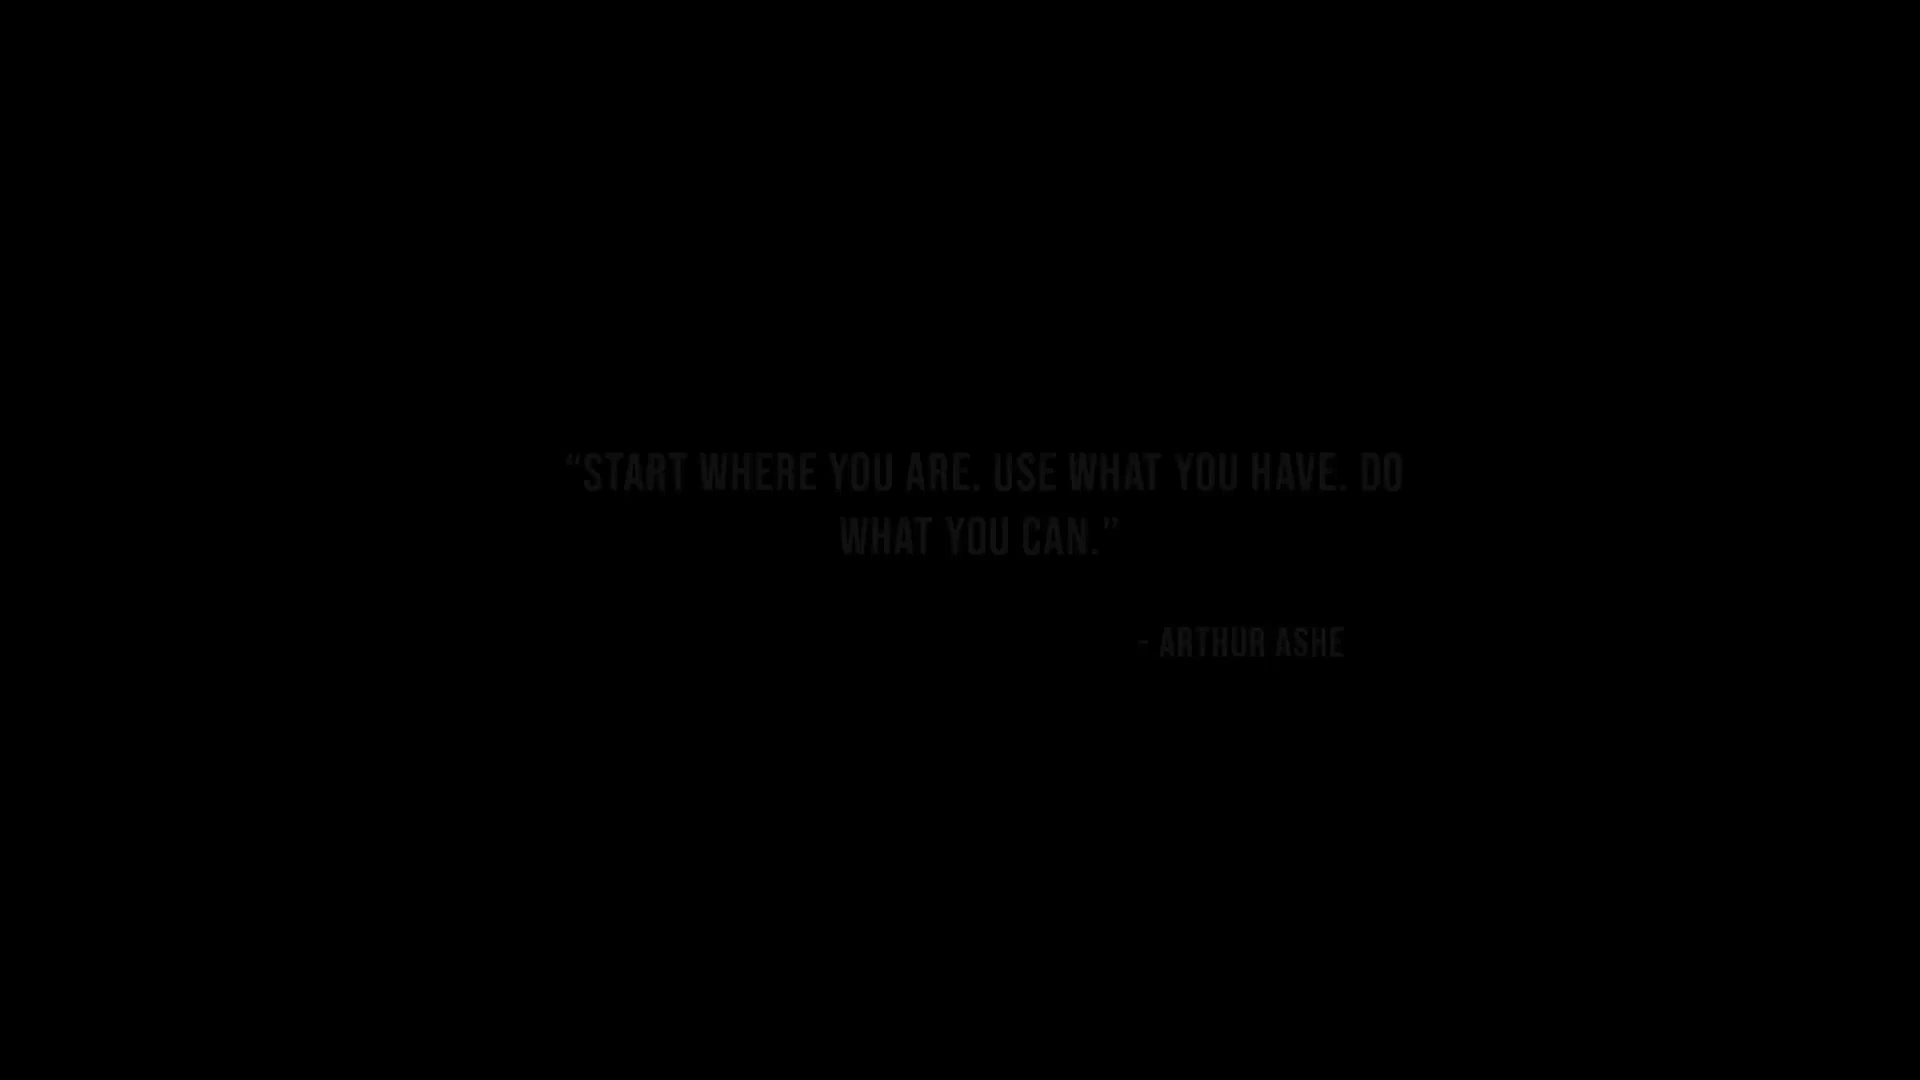 “START WHERE YOU ARE. USE WHAT YOU HAVE. DO
WHAT YOU CAN.”
- ARTHUR ASHE